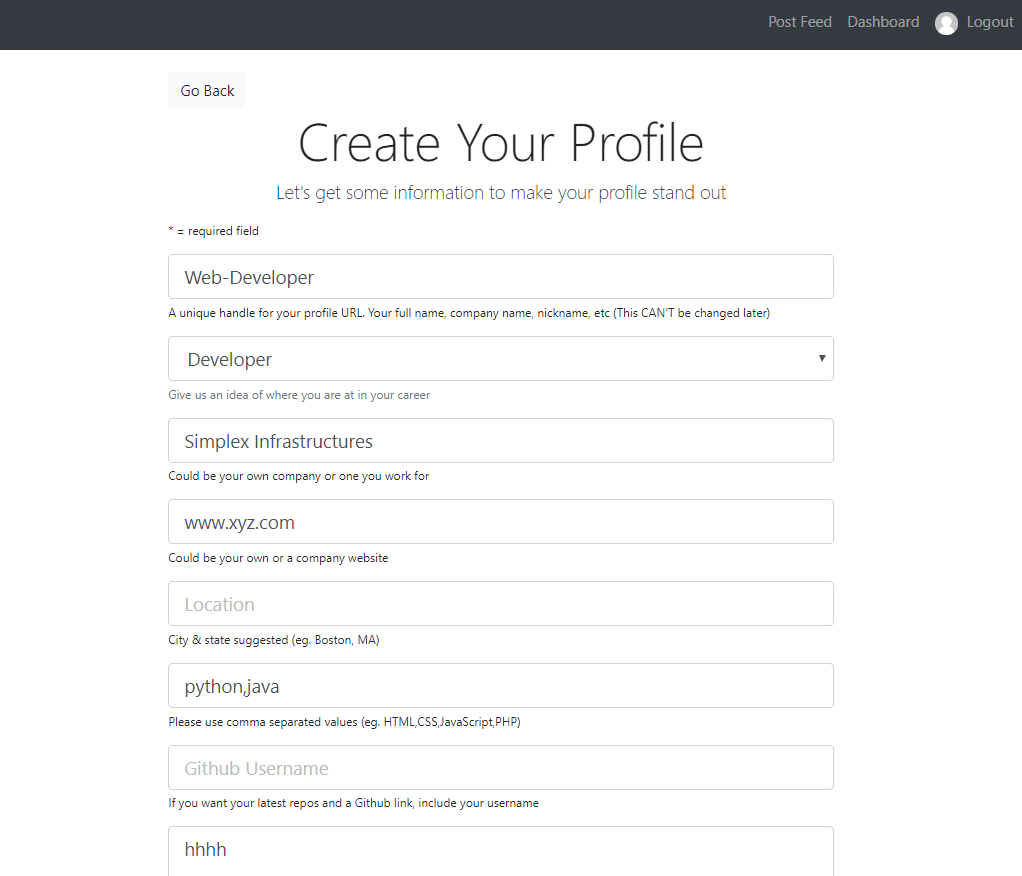 Post Feed Dashboard Logout
Go Back
Create Your Profile
Let's get some information to make your profile stand out
* = required field
Web-Developer
A unique handle for your profile URL. Your full name, company name, nickname, etc (This CAN'T be changed later)
Developer
Give us an idea of where you are at in your career
Simplex Infrastructures
Could be your own company or one you work for
www.xyz.com
Could be your own or a company website
Location
City & state suggested (eg. Boston, MA)
python,java
Please use comma separated values (eg. HTML,CSS,JavaScript,PHP)
Github Username
If you want your latest repos and a Github link, include your username
hhhh